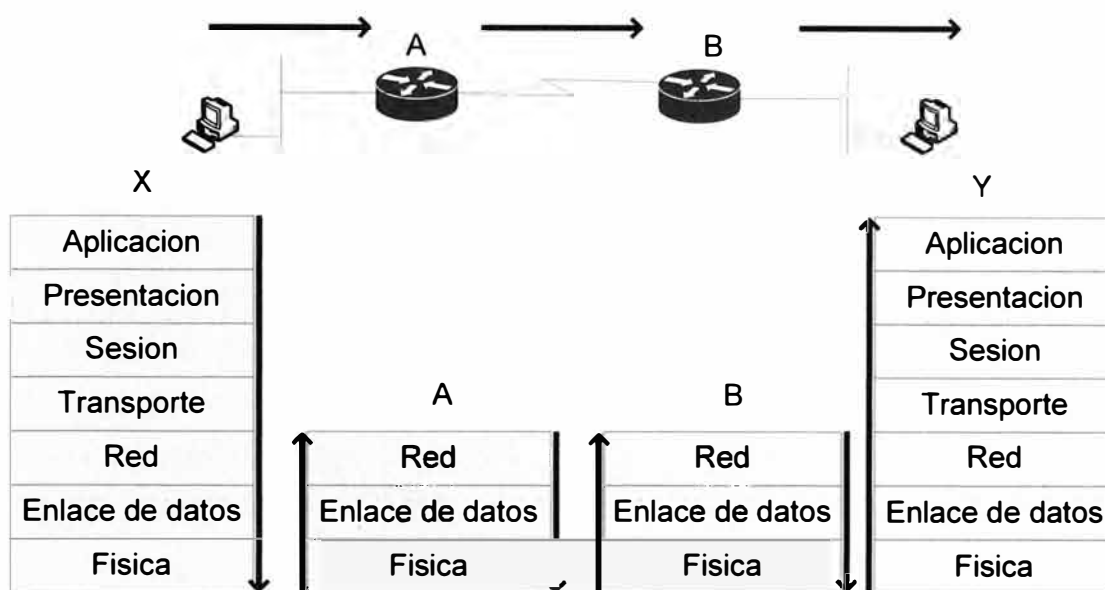 A
B
X
Y
Aplicacion
Presentacion
Sesion
Transporte
Red
Enlace de datos
Fisica
A
Red
Enlace de datos
Fisica
B
Red
Enlace de datos
Fisica
Aplicacion
Presentacion
Sesion
Transporte
Red
Enlace de datos
Fisica